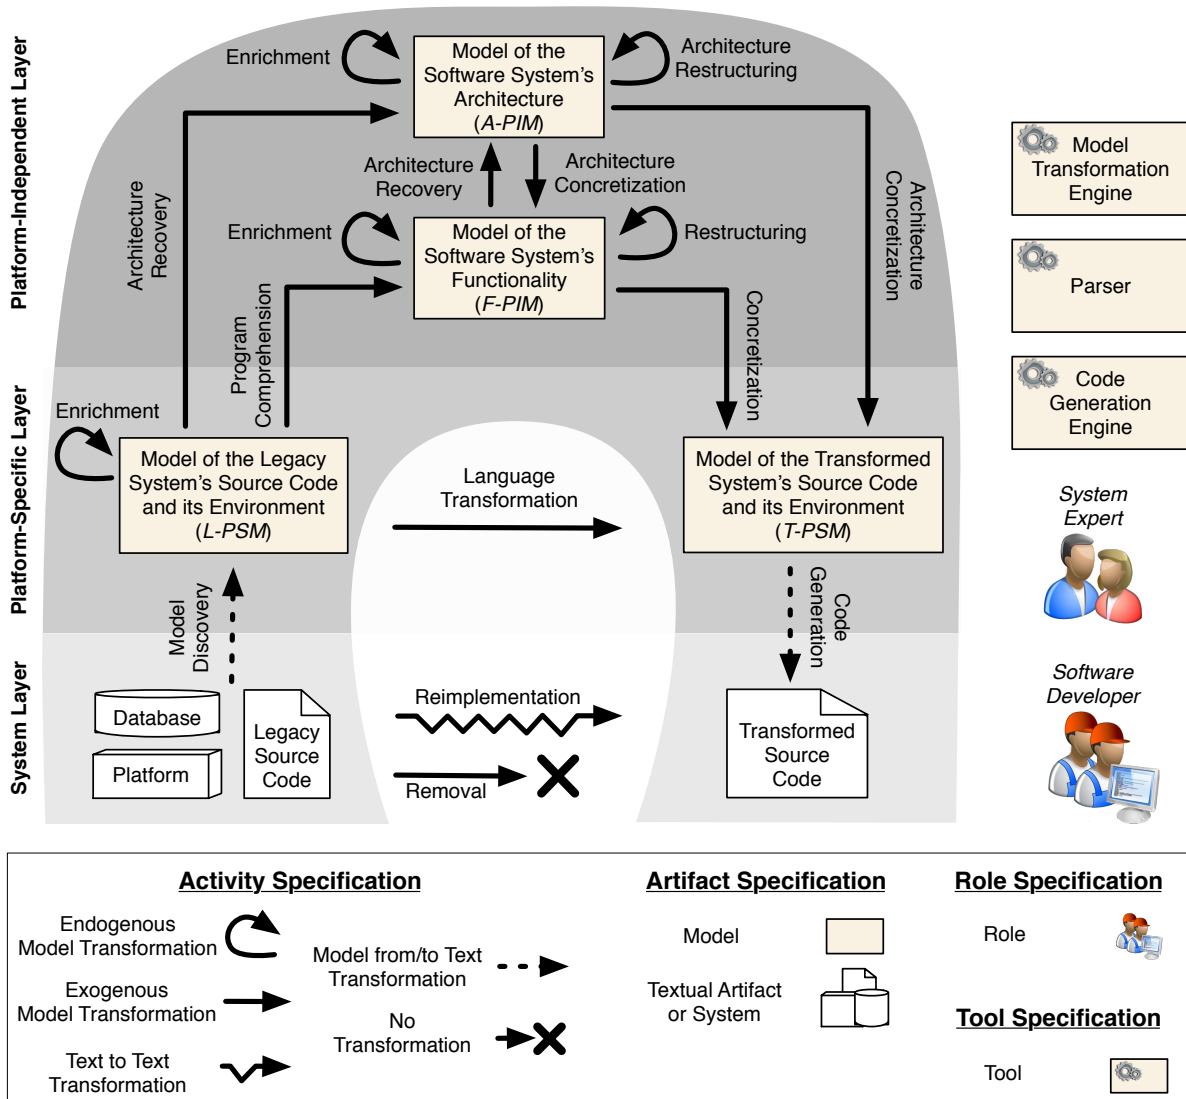 Platform-Independent Layer
Enrichment
Model of the
Software System's
Architecture
(A-PIM)
Architecture
Restructuring
Architecture
Recovery
Architecture
Recovery
Architecture
Concretization
Architecture
Concretization
Enrichment
Model of the
Software System's
Functionality
(F-PIM)
Restructuring
Program
Comprehension
Concretization
Platform-Specific Layer
Enrichment
Model of the Legacy
System's Source Code
and its Environment
(L-PSM)
Language
Transformation
Model of the Transformed
System's Source Code
and its Environment
(T-PSM)
Model
Discovery
Code
Generation
System Layer
Database
Platform
Legacy
Source
Code
Reimplementation
Removal
Transformed
Source
Code
Model
Transformation
Engine
Parser
Code
Generation
Engine
System
Expert
Software
Developer
Activity Specification
Endogenous
Model Transformation
Exogenous
Model Transformation
Text to Text
Transformation
Model from/to Text
Transformation
No
Transformation
Artifact Specification
Model
Textual Artifact
or System
Role Specification
Role
Tool Specification
Tool